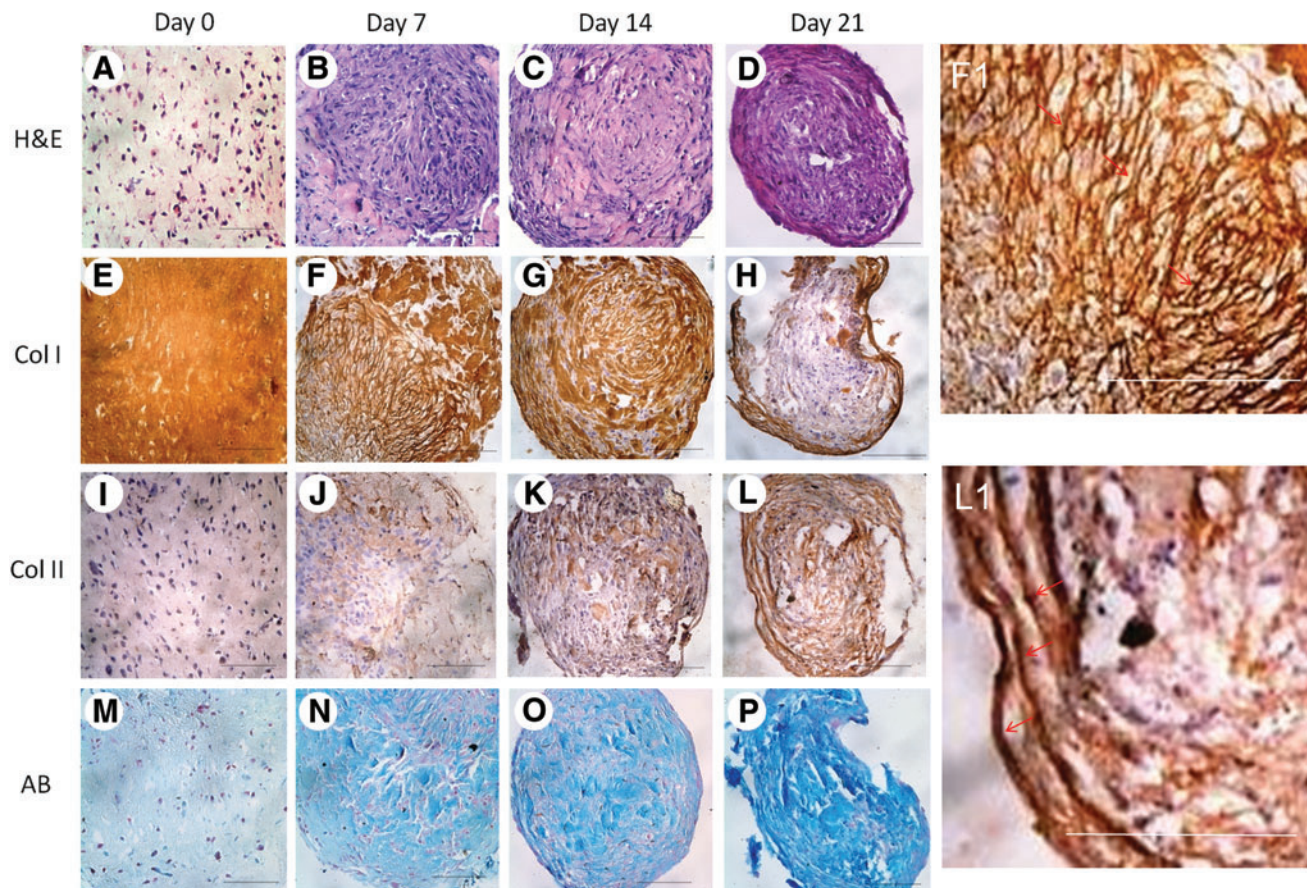 Day 0 Day 7 Day 14 Day 21
H&E A B C D F1
Col I E F G H
Col II I J K L L1
AB M N O P